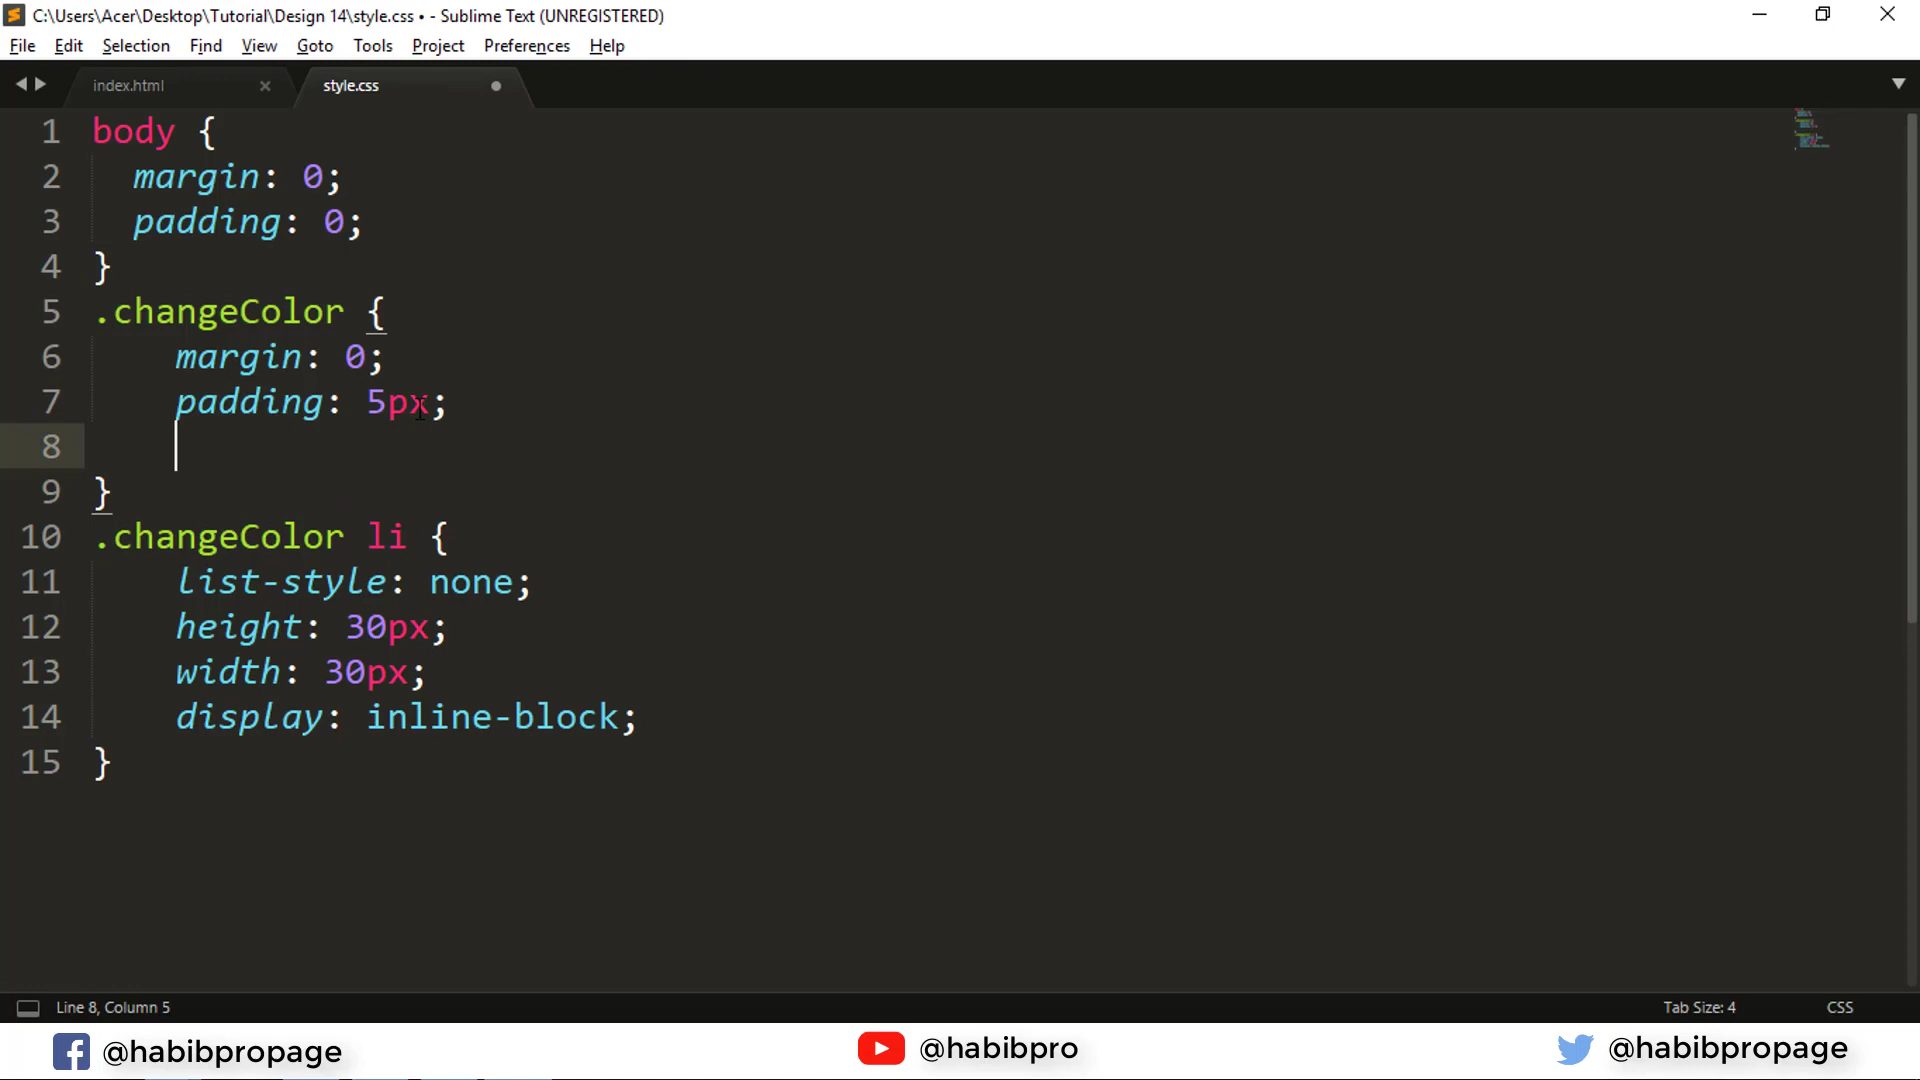 C:\Users\Acer\Desktop\Tutorial\Design 14\style.css • - Sublime Text (UNREGISTERED)
File Edit Selection Find View Goto Tools Project Preferences Help
index.html style.css
1 body {
2 margin: 0;
3 padding: 0;
4 }
5 .changeColor {
6 margin: 0;
7 padding: 5px;
8
9 }
10 .changeColor li {
11 list-style: none;
12 height: 30px;
13 width: 30px;
14 display: inline-block;
15 }
Line 8, Column 5 Tab Size: 4 CSS
@habibpropage @habibpro @habibpropage